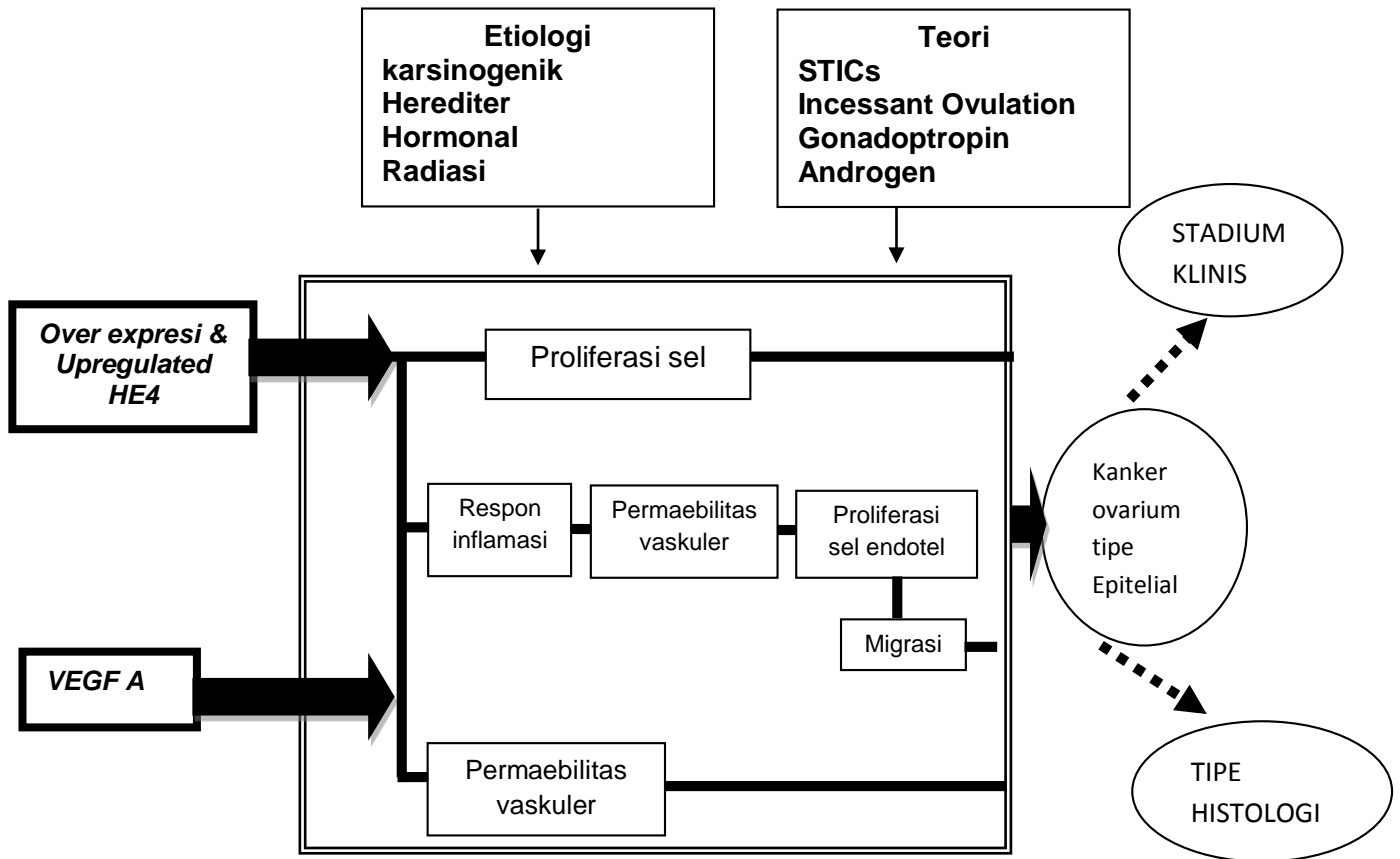 Etiologi
karsinogenik
Herediter
Hormonal
Radiasi
Teori
STICs
Incessant Ovulation
Gonadoptropin
Androgen
STADIUM
KLINIS
Over expresi &
Upregulated
HE4
Proliferasi sel
Respon
inflamasi
Permaebilitas
vaskuler
Proliferasi
sel endotel
Migrasi
Kanker
ovarium
tipe
Epitelial
VEGF A
Permaebilitas
vaskuler
TIPE
HISTOLOGI